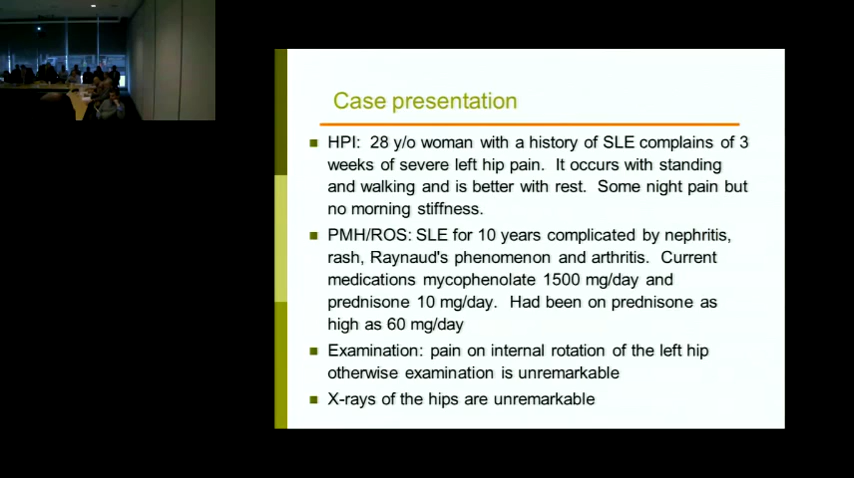 Case presentation
HPI: 28 y/o woman with a history of SLE complains of 3
weeks of severe left hip pain. It occurs with standing
and walking and is better with rest. Some night pain but
no morning stiffness.
PMH/ROS: SLE for 10 years complicated by nephritis,
rash, Raynaud's phenomenon and arthritis. Current
medications mycophenolate 1500 mg/day and
prednisone 10 mg/day. Had been on prednisone as
high as 60 mg/day
Examination: pain on internal rotation of the left hip
otherwise examination is unremarkable
X-rays of the hips are unremarkable